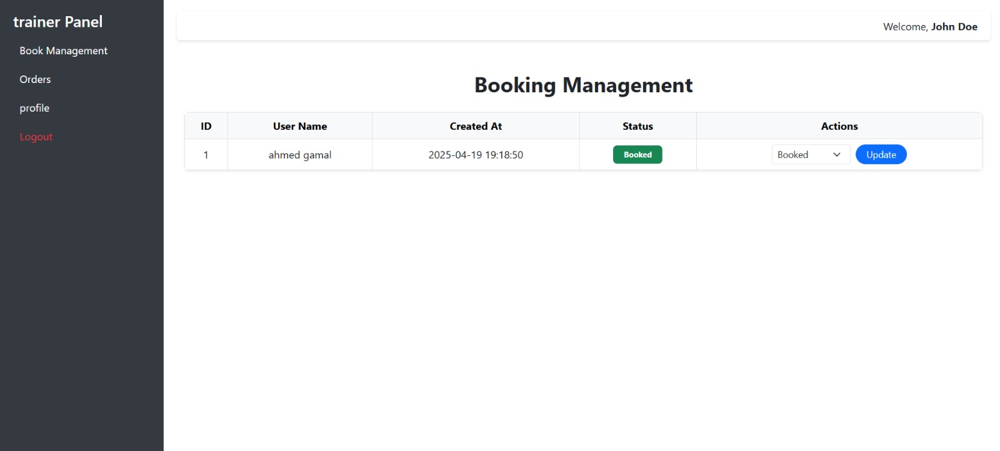 trainer Panel
Book Management
Orders
profile
Logout
Welcome, John Doe
Booking Management
ID User Name Created At Status Actions
1 ahmed gamal 2025-04-19 19:18:50 Booked Booked Update